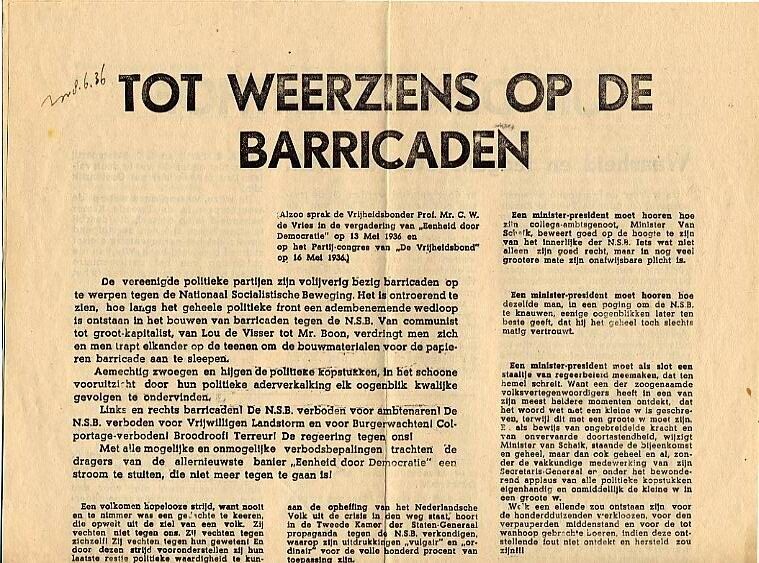 8.6.36
TOT WEERZIENS OP DE
BARRICADEN
(Alzoo sprak de Vrijheidsbonder Prof. Mr. C. W.
de Vries in de vergadering van „Eenheid door
Democratie" op 13 Mei 1936 en
op het Partij-congres van „De Vrijheidsbond"
op 16 Mei 1936.)
De vereenigde politieke partijen zijn volijverig bezig barricaden op
te werpen tegen de Nationaal Socialistische Beweging. Het is ontroerend te
zien, hoe langs het geheele politieke front een adembenemende wedloop
is ontstaan in het bouwen van barricaden tegen de N.S.B. Van communist
tot groot-kapitalist, van Lou de Visser tot Mr. Boon, verdringt men zich
en men trapt elkander op de teenen om de bouwmaterialen voor de papie-
ren barricade aan te sleepen.
Aemechtig zwoegen en hijgen de politieke kopstukken, in het schoone
vooruitzicht door hun politieke aderverkalking elk oogenblik kwalijke
gevolgen te ondervinden.
Links en rechts barricaden! De N.S.B. verboden voor ambtenaren! De
N.S.B. verboden voor Vrijwilligen Landstorm en voor Burgerwachten! Col-
portage-verboden! Broodroof! Terreur! De regeering tegen ons!
Met alle mogelijke en onmogelijke verbodsbepalingen trachten de
dragers van de allernieuwste banier „Eenheid door Democratie" een
stroom te stuiten, die niet meer tegen te gaan is!
Een volkomen hopelooze strijd, want nooit
en te nimmer was een gedachte te keeren,
die opwelt uit de ziel van een volk. Zij
vechten niet tegen ons. Zij vechten tegen
zichzelf! Zij vechten tegen hun geweten! En
door dezen strijd vooronderstellen zij hun
laatste restje politieke waardigheid te kun-
aan de opheffing van het Nederlandsche
Volk uit de crisis in den weg staat, hoort
in de Tweede Kamer der Staten-Generaal
propaganda tegen de N.S.B. verkondigen,
waarop zijn uitdrukkingen „vulgair" en „or-
dinair" voor de volle honderd procent van
toepassing zijn.
Een minister-president moet hooren hoe
zijn collega-ambtsgenoot, Minister Van
Schaik, beweert goed op de hoogte te zijn
van het innerlijke der N.S.B. Iets wat niet
alleen zijn goed recht, maar in nog veel
grootere mate zijn onafwijsbare plicht is.
Een minister-president moet hooren hoe
dezelfde man, in een poging om de N.S.B.
te knauwen, eenige oogenblikken later ten
beste geeft, dat hij het geheel toch slechts
matig vertrouwt.
Een minister-president moet als slot een
staaltje van regeerbeleid meemaken, dat ten
hemel schreit. Want een der zoogenaamde
volksvertegenwoordigers heeft in een van
zijn meest heldere momenten ontdekt, dat
het woord wet met een kleine w is geschre-
ven, terwijl dit met een groote w moet zijn.
En als bewijs van ongebreidelde kracht en
van onvervaarde doortastendheid, wijzigt
Minister van Schaik, staande de bijeenkomst
en geheel, maar dan ook geheel en al, zon-
der de vakkundige medewerking van zijn
Secretaris-Generaal er onder het bewonde-
rend applaus van alle politieke kopstukken
eigenhandig en onmiddellijk de kleine w in
een groote w.
Welk een ellende zou ontstaan zijn voor
de honderdduizenden werkloozen, voor den
verpauperden middenstand en voor de tot
wanhoop gebrachte boeren, indien deze ont-
stellende fout niet ontdekt en hersteld zou
zijn!!!